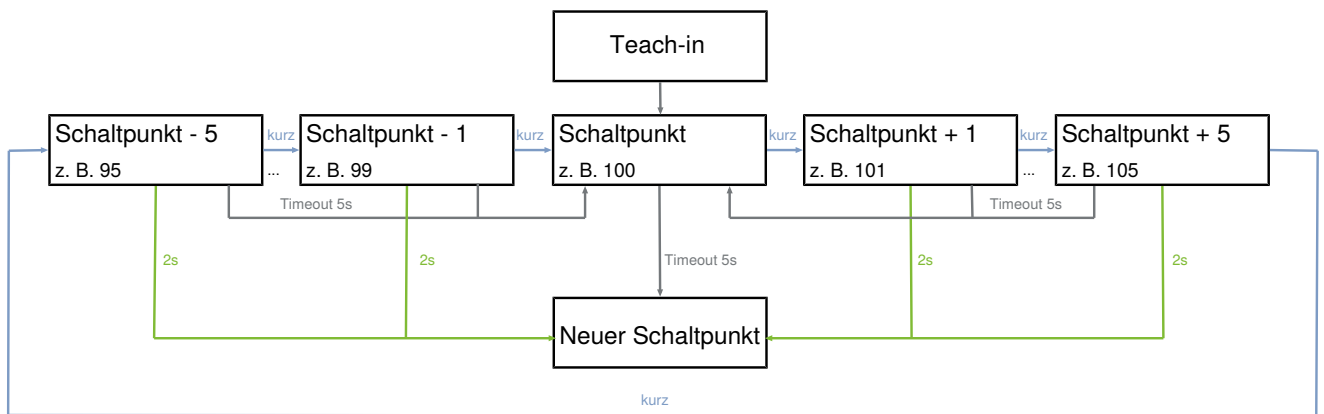 Teach-in
Schaltpunkt - 5
z. B. 95
kurz
...
Schaltpunkt - 1
z. B. 99
kurz
Schaltpunkt
z. B. 100
kurz
Schaltpunkt + 1
z. B. 101
kurz
...
Schaltpunkt + 5
z. B. 105
Timeout 5s
Timeout 5s
2s
2s
Timeout 5s
2s
2s
Neuer Schaltpunkt
kurz